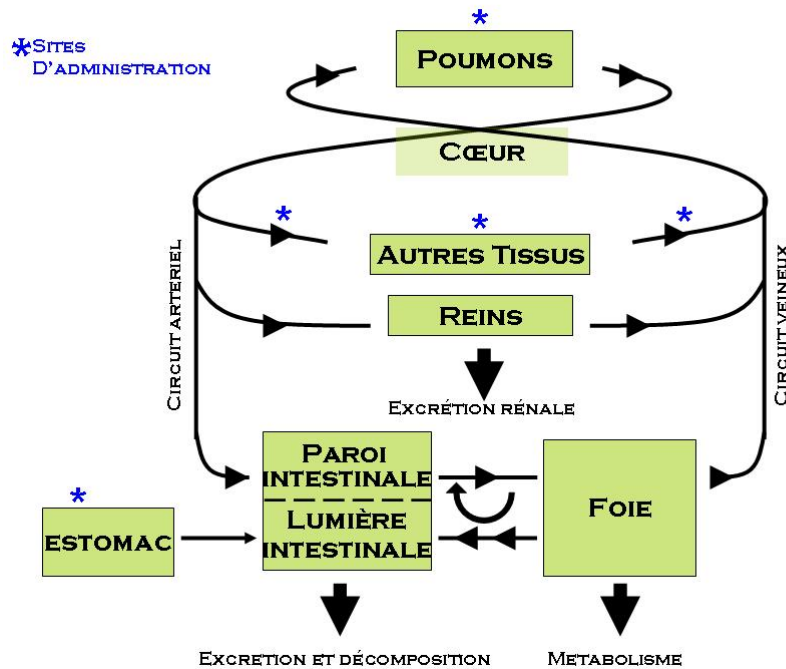 *SITES
D'ADMINISTRATION
*
POUMONS
CŒUR
*
*
*
AUTRES TISSUS
REINS
CIRCUIT ARTERIEL
CIRCUIT VEINEUX
EXCRÉTION RÉNALE
PAROI
INTESTINALE
LUMIÈRE
INTESTINALE
FOIE
*
ESTOMAC
EXCRETION ET DÉCOMPOSITION
METABOLISME